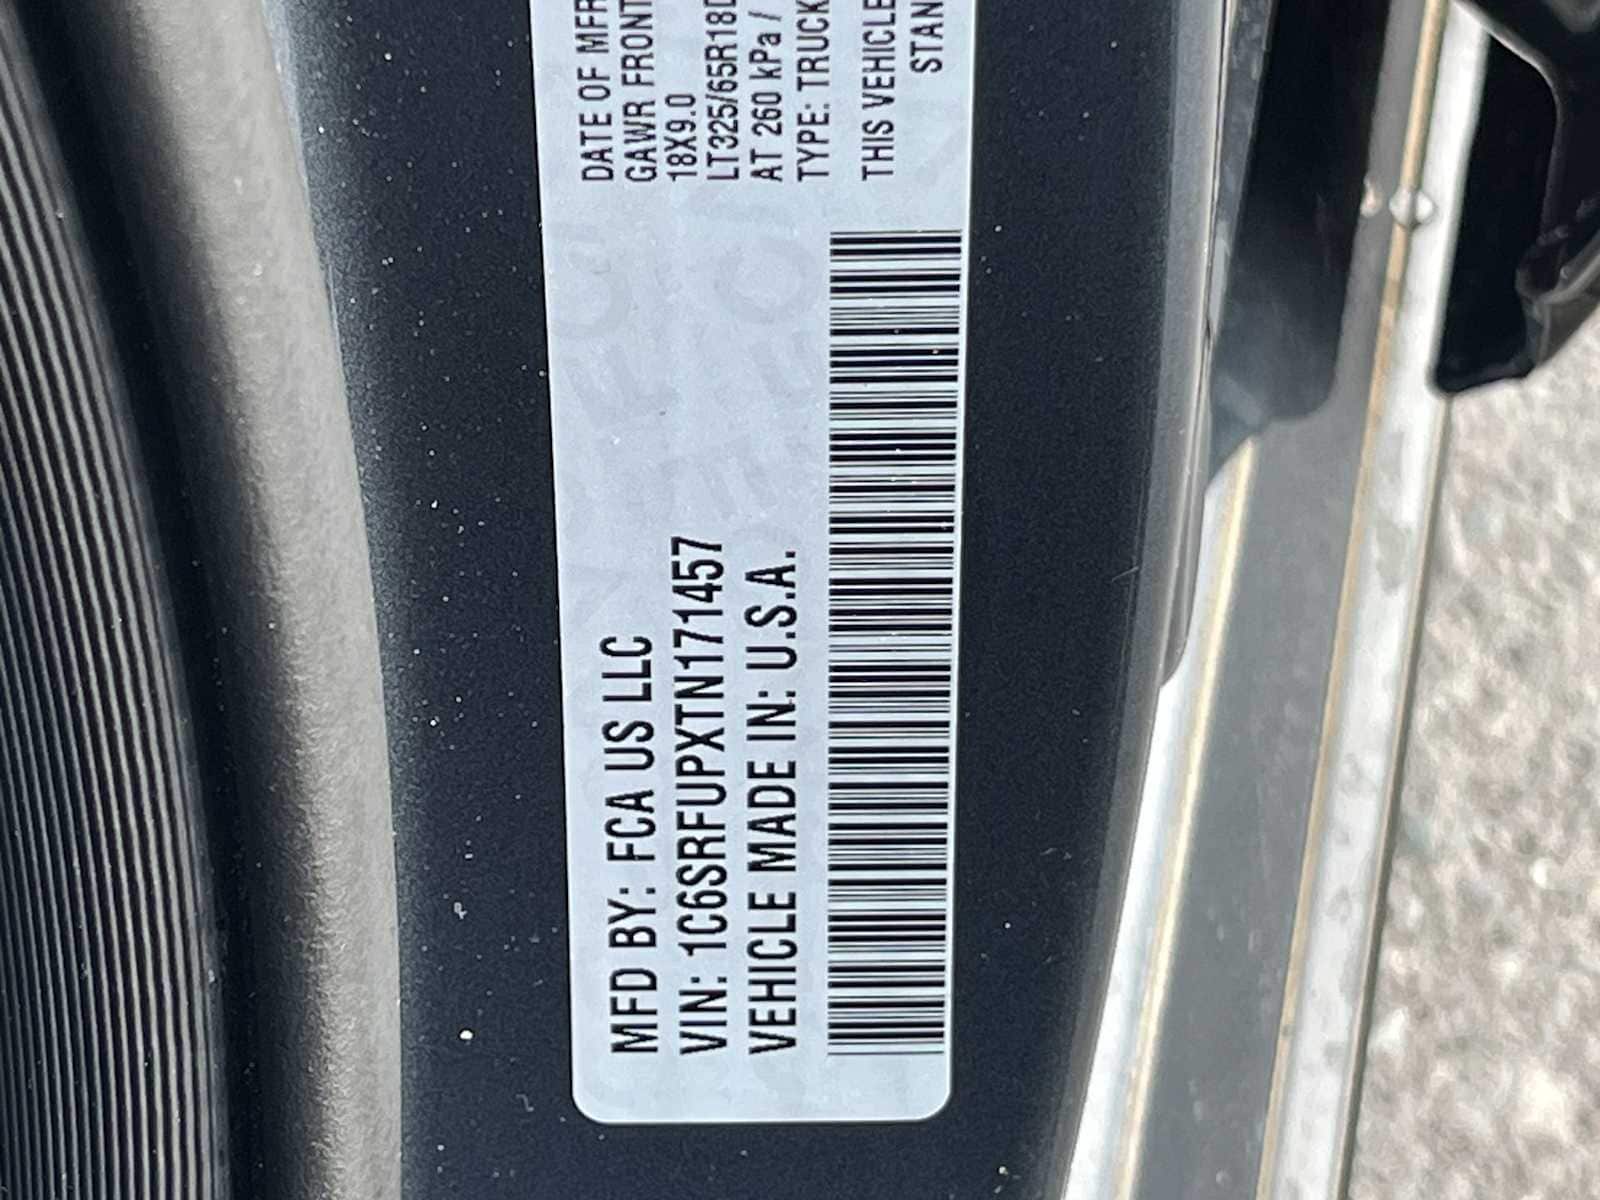 MFD BY: FCA US LLC
VIN: 1C6SRFUPXTN171457
VEHICLE MADE IN: U.S.A.
DATE OF MFR
GAWR FRONT
18X9.0
LT325/65R18D
AT 260 kPa /
TYPE: TRUCK
THIS VEHICLE
STAN